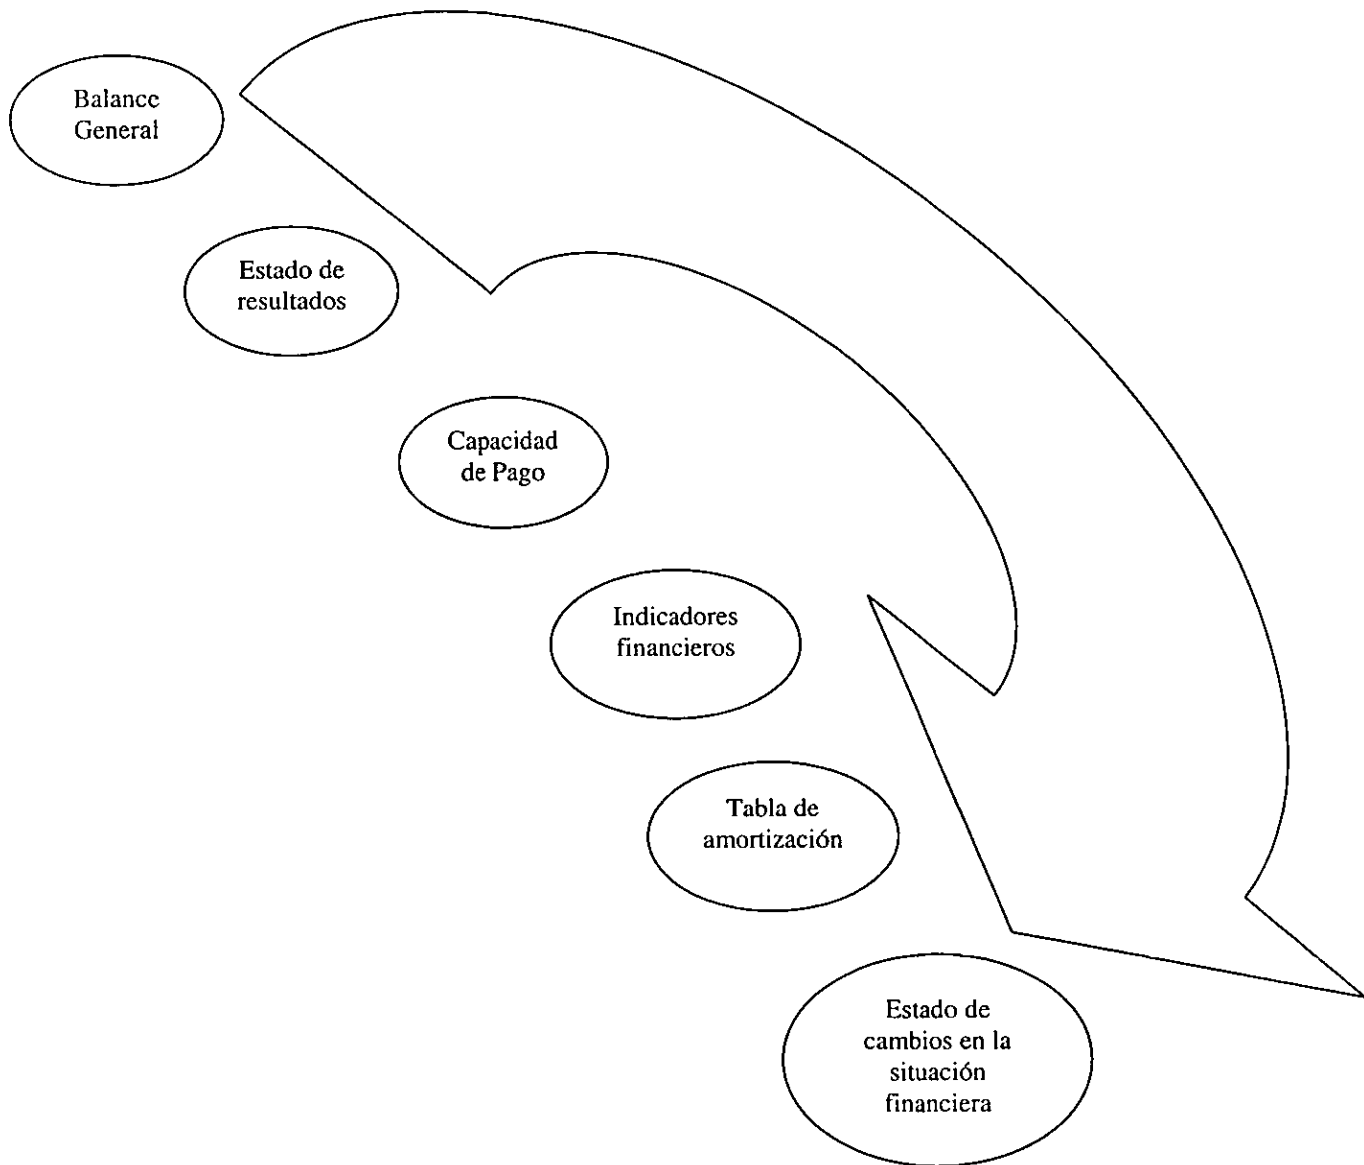 Balance
General
Estado de
resultados
Capacidad
de Pago
Indicadores
financieros
Tabla de
amortización
Estado de
cambios en la
situación
financiera